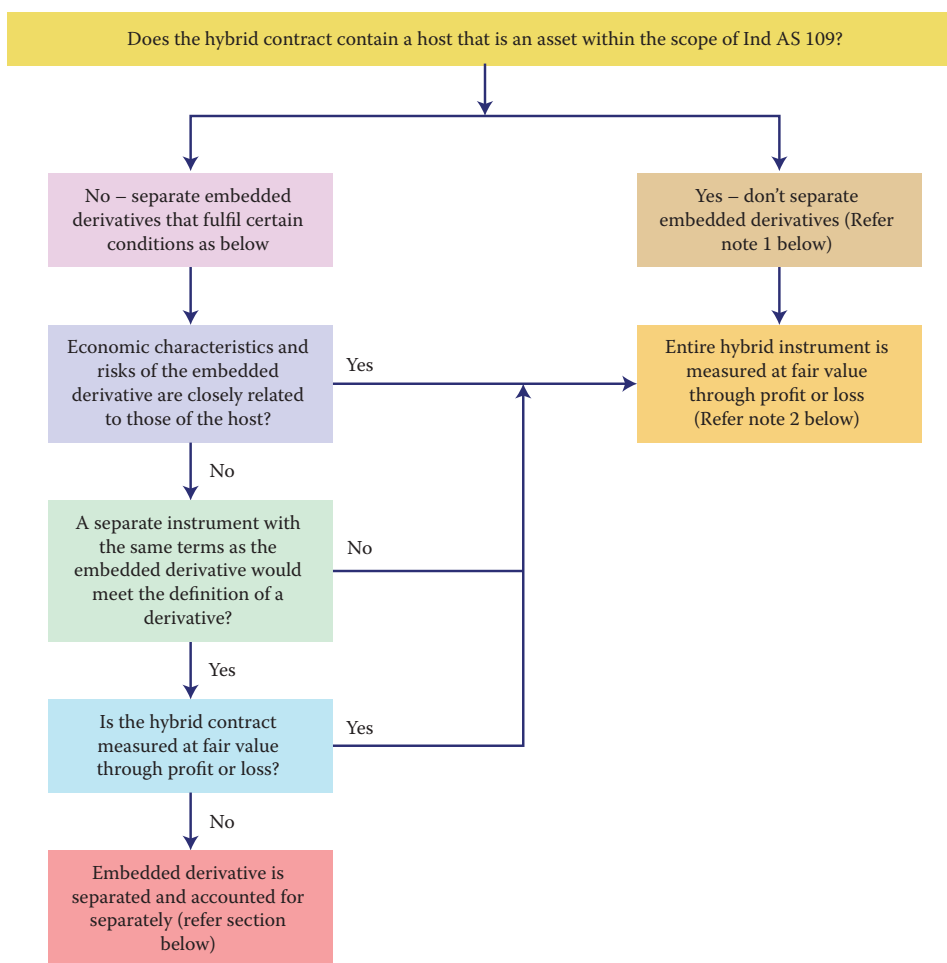 Does the hybrid contract contain a host that is an asset within the scope of Ind AS 109?
No – separate embedded
derivatives that fulfil certain
conditions as below
Yes – don't separate
embedded derivatives (Refer
note 1 below)
Economic characteristics and
risks of the embedded
derivative are closely related
to those of the host?
Yes
Entire hybrid instrument is
measured at fair value
through profit or loss
(Refer note 2 below)
No
A separate instrument with
the same terms as the
embedded derivative would
meet the definition of a
derivative?
No
Yes
Is the hybrid contract
measured at fair value
through profit or loss?
Yes
No
Embedded derivative is
separated and accounted for
separately (refer section
below)